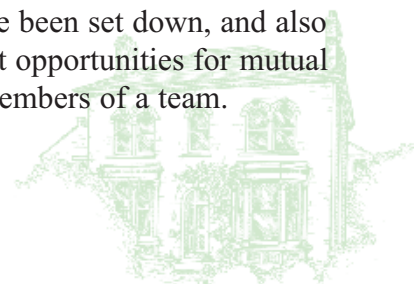 e been set down, and also
t opportunities for mutual
embers of a team.